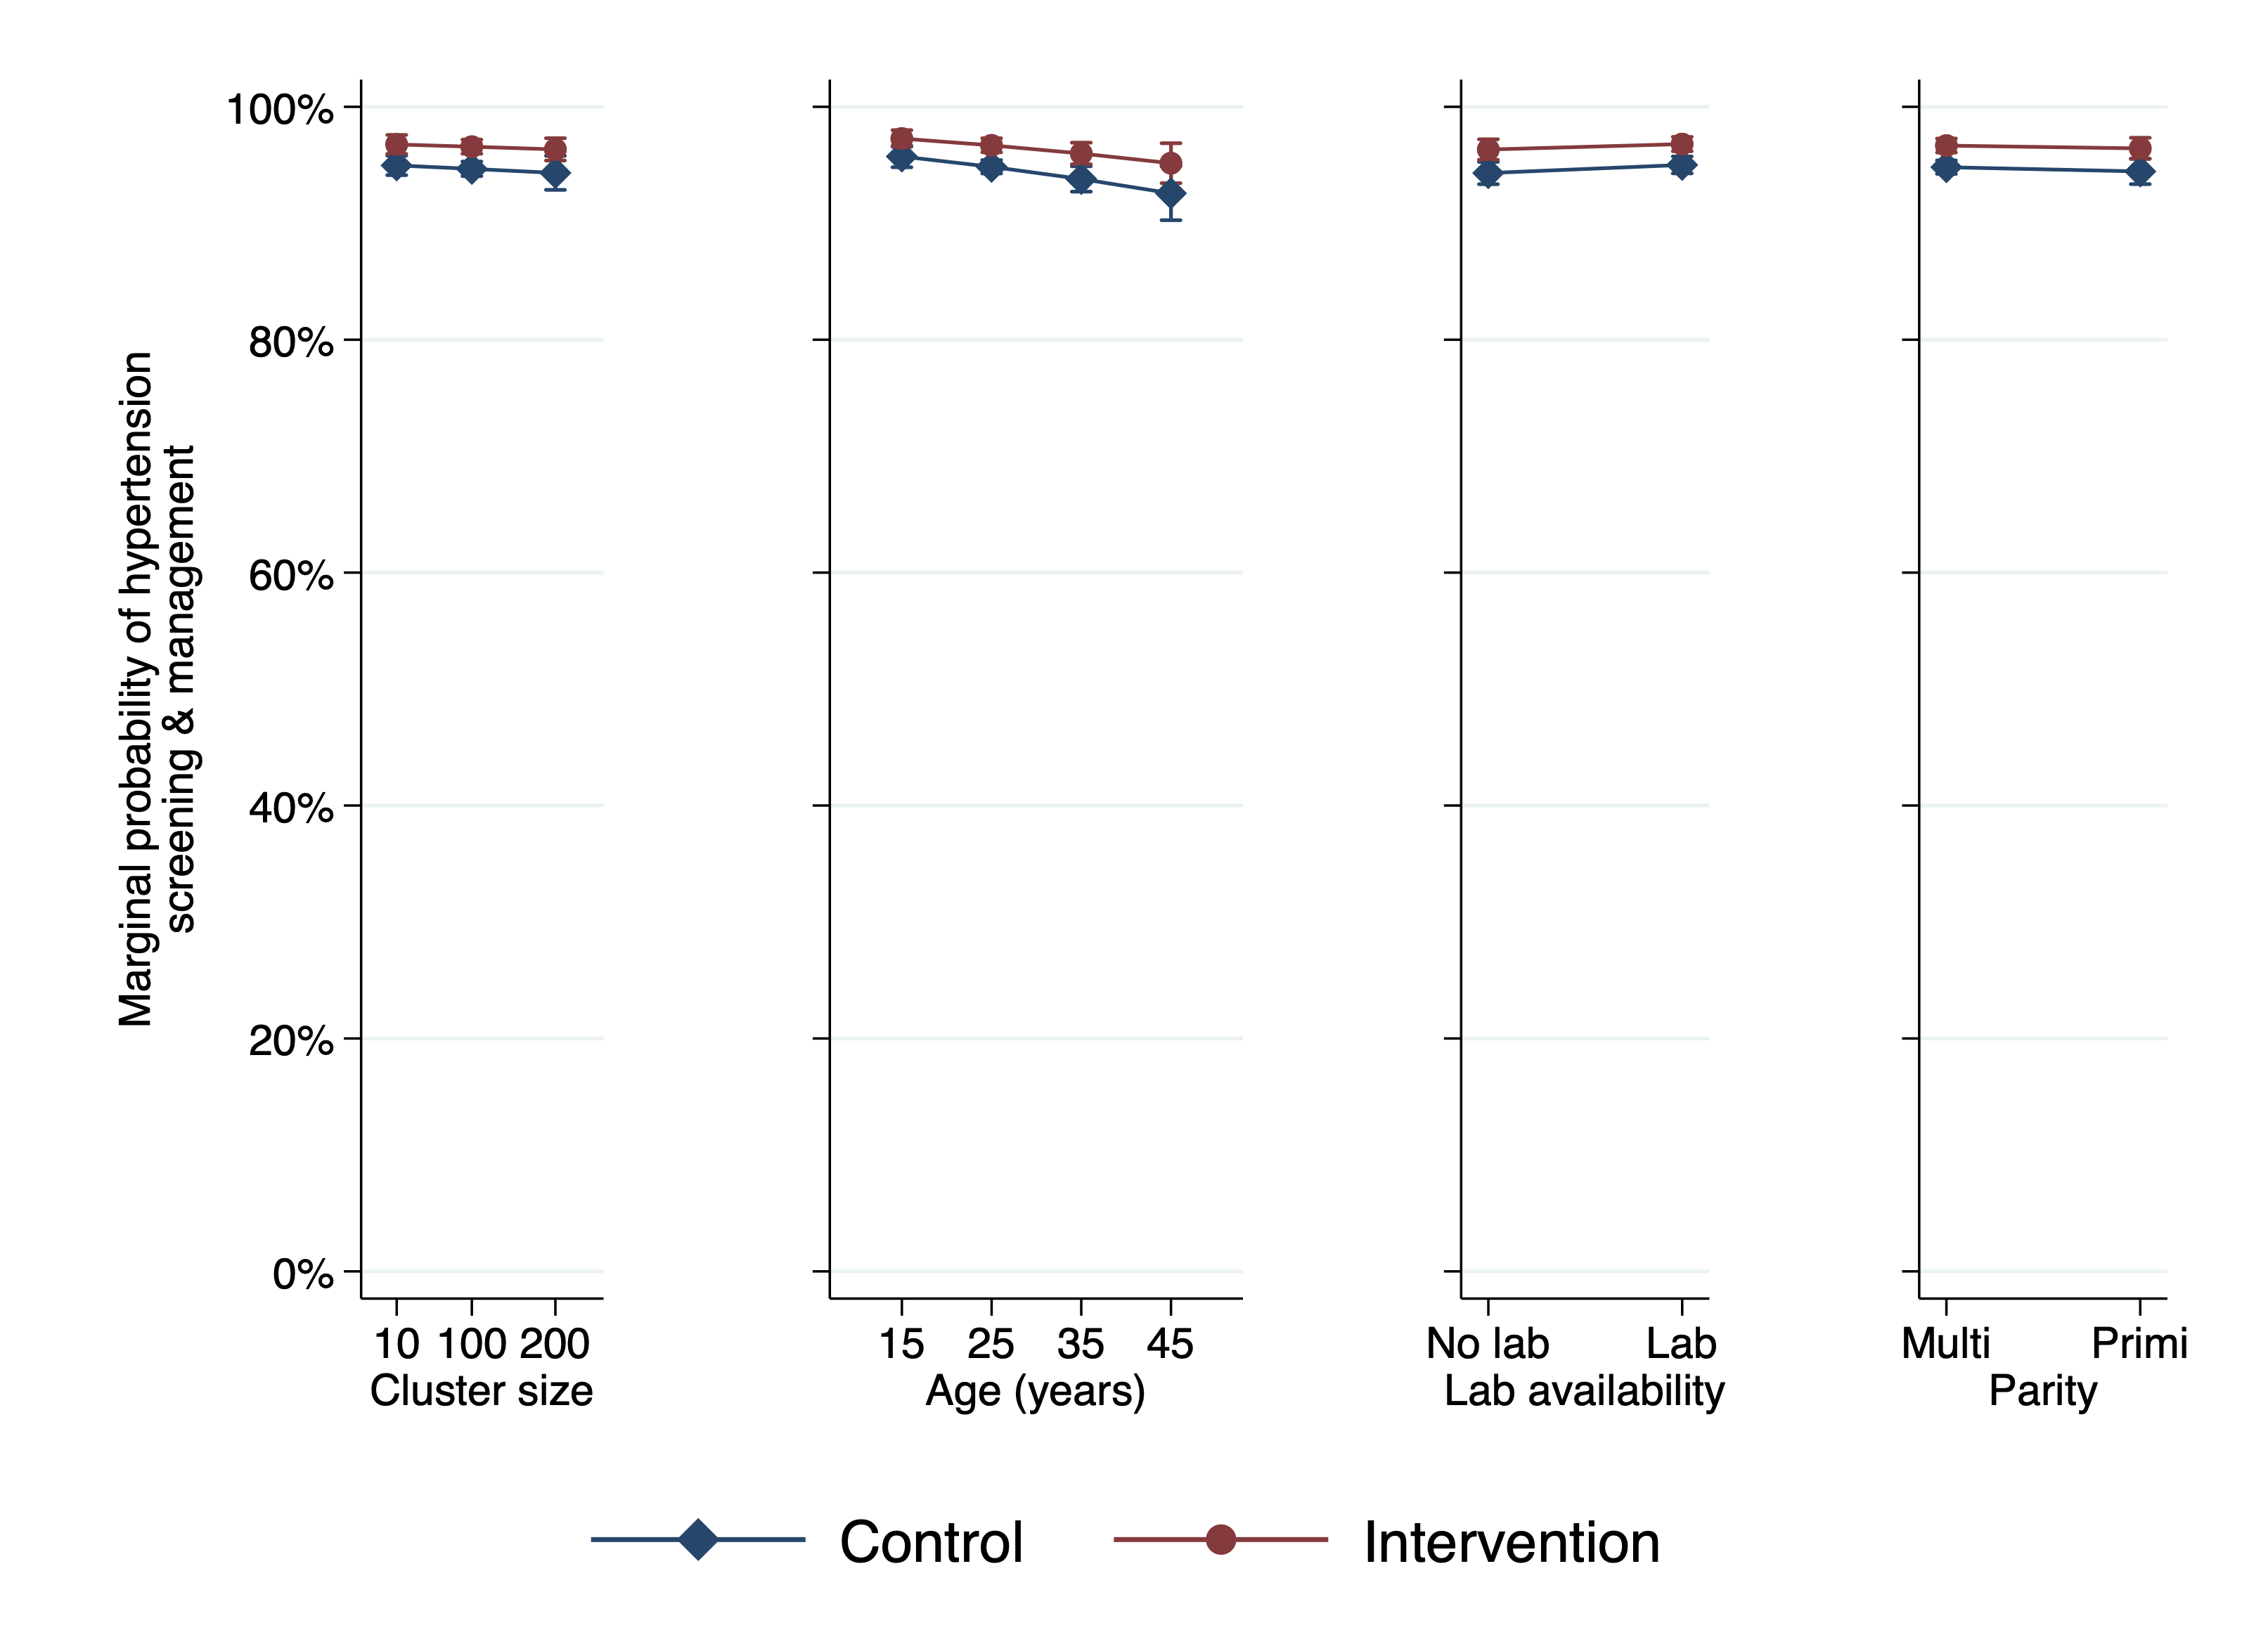 Marginal probability of hypertension
screening & management
100%
80%
60%
40%
20%
0%
10 100 200
Cluster size
15 25 35 45
Age (years)
No lab Lab
Lab availability
Multi Primi
Parity
Control Intervention